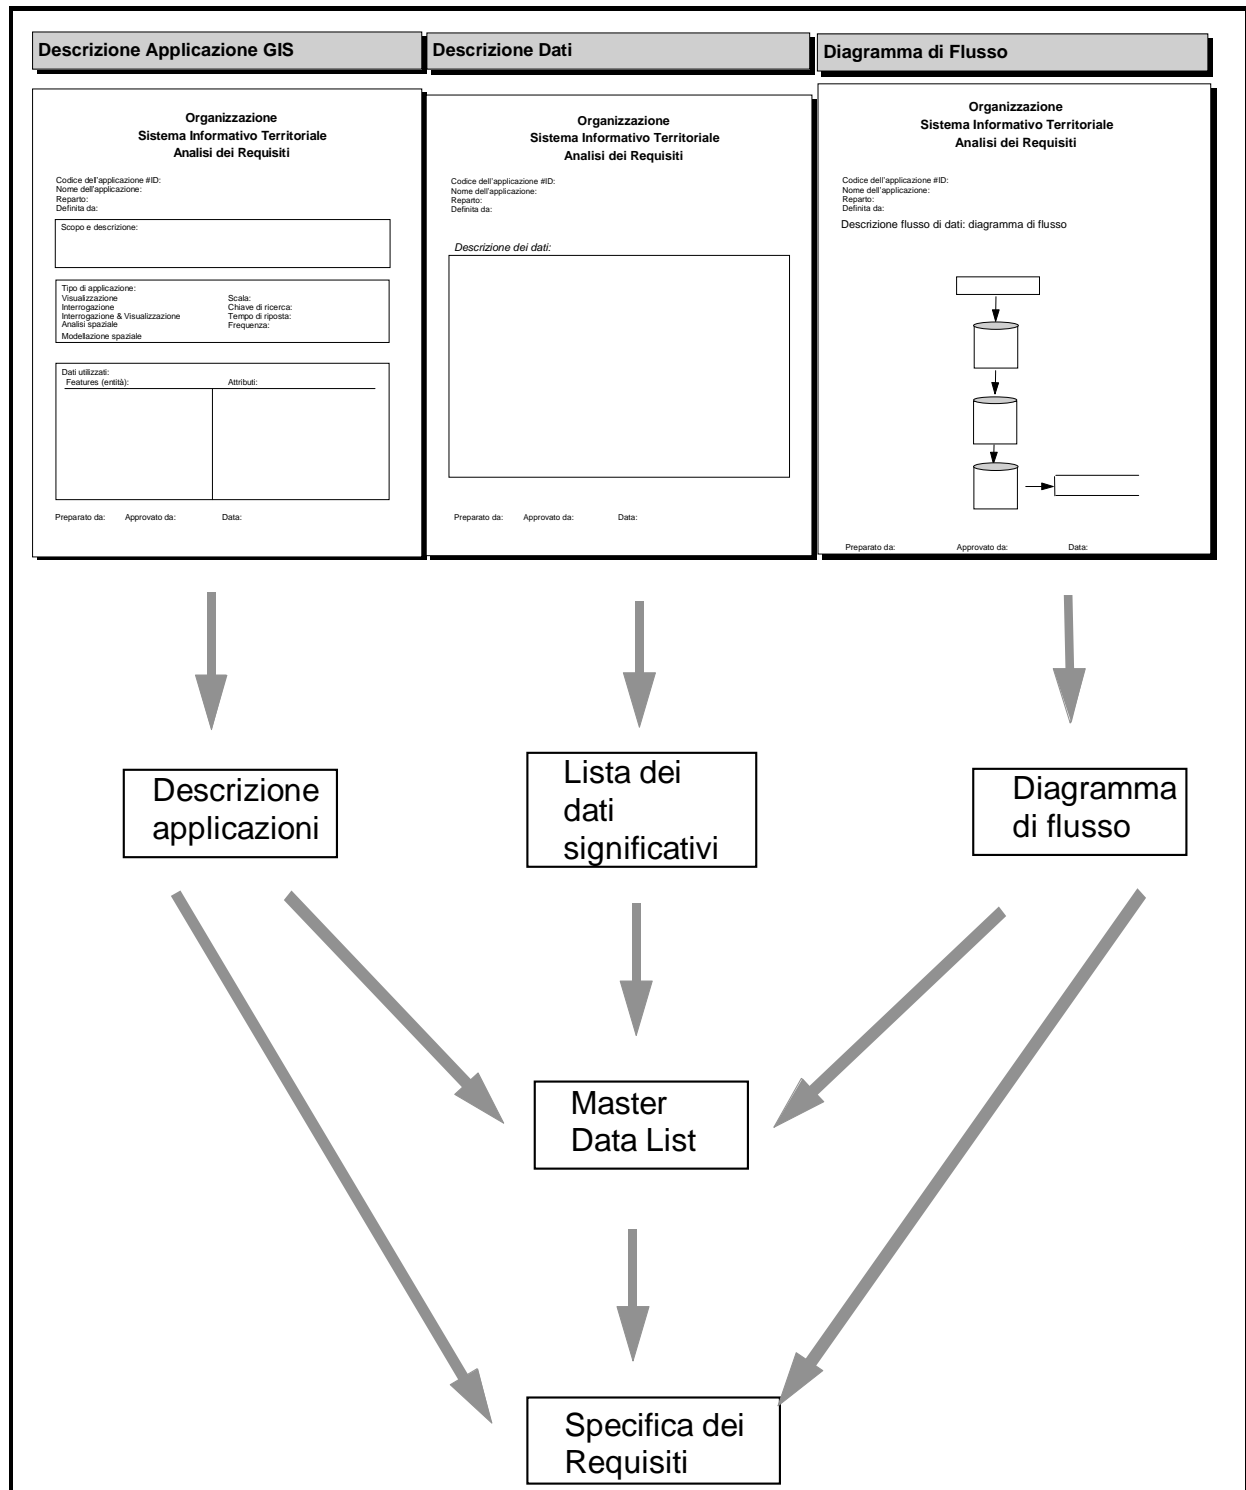 Descrizione Applicazione GIS
Organizzazione
Sistema Informativo Territoriale
Analisi dei Requisiti
Codice dell'applicazione #ID:
Nome dell'applicazione:
Reparto:
Definita da:
Scopo e descrizione:
Tipo di applicazione:
Visualizzazione
Interrogazione
Interrogazione & Visualizzazione
Analisi spaziale
Modellazione spaziale
Scala:
Chiave di ricerca:
Tempo di riposta:
Frequenza:
Dati utilizzati:
Features (entità): Attributi:
Preparato da: Approvato da: Data:
Descrizione Dati
Organizzazione
Sistema Informativo Territoriale
Analisi dei Requisiti
Codice dell'applicazione #ID:
Nome dell'applicazione:
Reparto:
Definita da:
Descrizione dei dati:
Preparato da: Approvato da: Data:
Diagramma di Flusso
Organizzazione
Sistema Informativo Territoriale
Analisi dei Requisiti
Codice dell'applicazione #ID:
Nome dell'applicazione:
Reparto:
Definita da:
Descrizione flusso di dati: diagramma di flusso
Preparato da: Approvato da: Data:
Descrizione
applicazioni
Lista dei
dati
significativi
Diagramma
di flusso
Master
Data List
Specifica dei
Requisiti